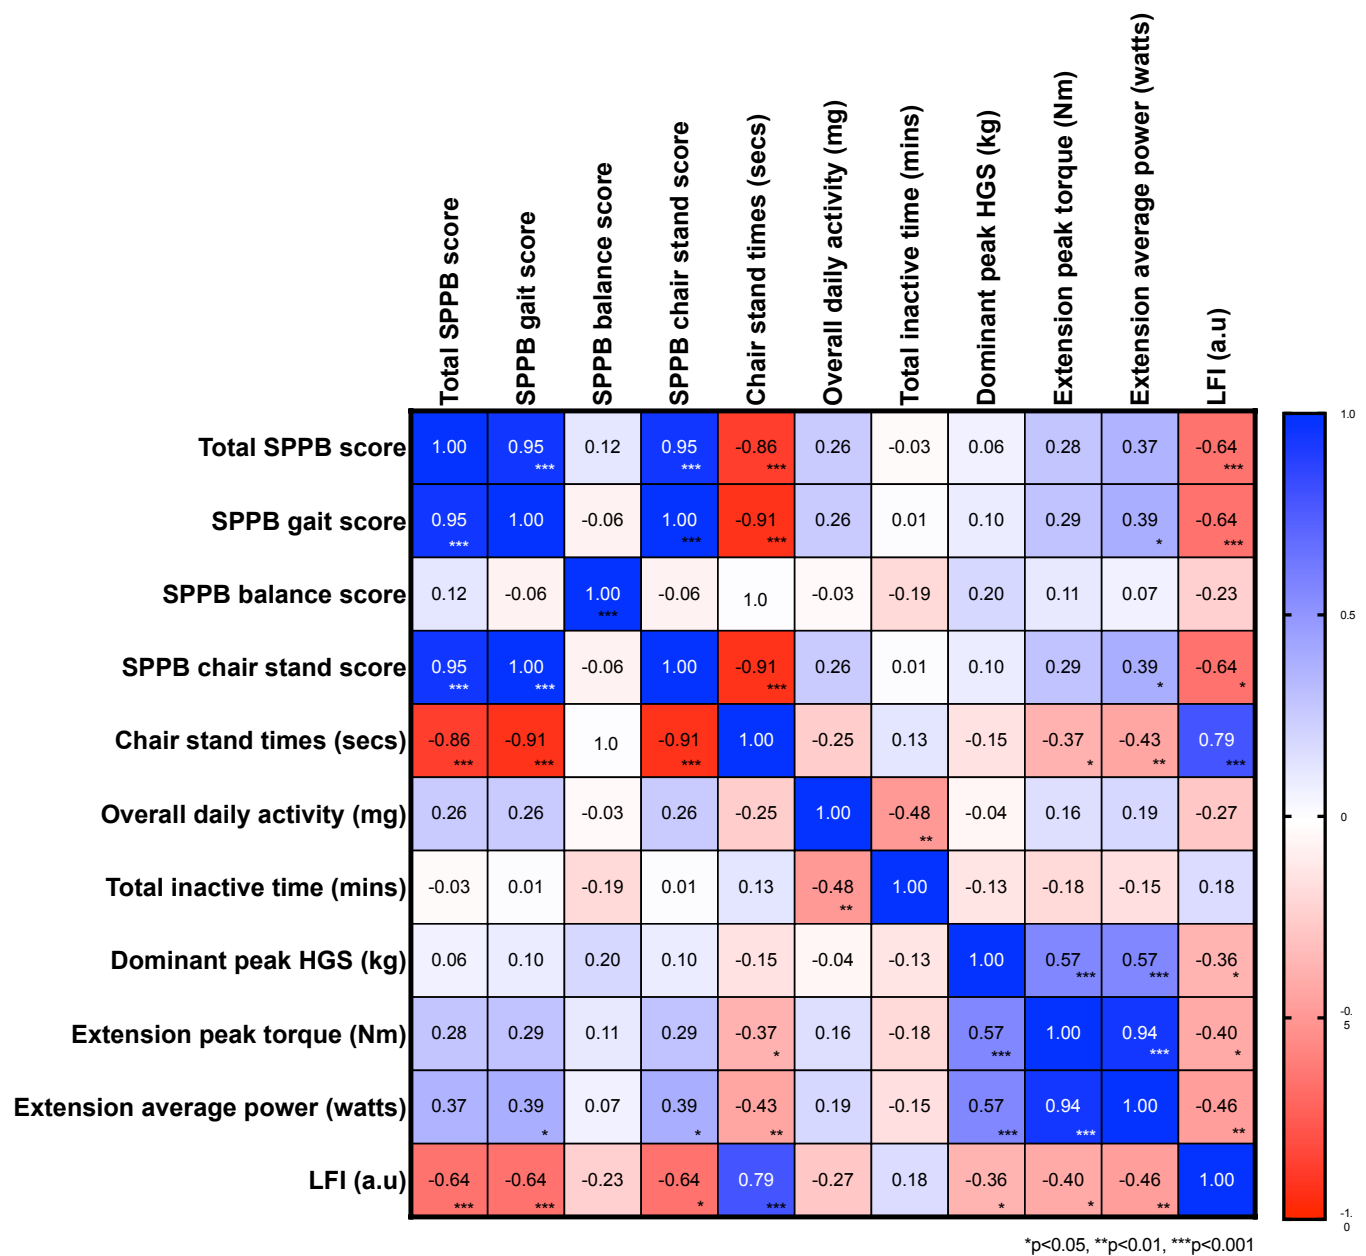 Total SPPB score
SPPB gait score
SPPB balance score
SPPB chair stand score
Chair stand times (secs)
Overall daily activity (mg)
Total inactive time (mins)
Dominant peak HGS (kg)
Extension peak torque (Nm)
Extension average power (watts)
LFI (a.u)
Total SPPB score 1.00 0.95 *** 0.12 0.95 *** -0.86 *** 0.26 -0.03 0.06 0.28 0.37 -0.64 ***
SPPB gait score 0.95 *** 1.00 -0.06 1.00 *** -0.91 *** 0.26 0.01 0.10 0.29 0.39 * -0.64 ***
SPPB balance score 0.12 -0.06 1.00 *** -0.06 1.0 -0.03 -0.19 0.20 0.11 0.07 -0.23
SPPB chair stand score 0.95 *** 1.00 *** -0.06 1.00 -0.91 *** 0.26 0.01 0.10 0.29 0.39 * -0.64 *
Chair stand times (secs) -0.86 *** -0.91 *** 1.0 -0.91 *** 1.00 -0.25 0.13 -0.15 -0.37 * -0.43 ** 0.79 ***
Overall daily activity (mg) 0.26 0.26 -0.03 0.26 -0.25 1.00 -0.48 ** -0.04 0.16 0.19 -0.27
Total inactive time (mins) -0.03 0.01 -0.19 0.01 0.13 -0.48 ** 1.00 -0.13 -0.18 -0.15 0.18
Dominant peak HGS (kg) 0.06 0.10 0.20 0.10 -0.15 -0.04 -0.13 1.00 0.57 *** 0.57 *** -0.36 *
Extension peak torque (Nm) 0.28 0.29 0.11 0.29 -0.37 * 0.16 -0.18 0.57 *** 1.00 0.94 *** -0.40 *
Extension average power (watts) 0.37 0.39 * 0.07 0.39 * -0.43 ** 0.19 -0.15 0.57 *** 0.94 *** 1.00 -0.46 **
LFI (a.u) -0.64 *** -0.64 *** -0.23 -0.64 * 0.79 *** -0.27 0.18 -0.36 * -0.40 * -0.46 ** 1.00
1.0
0.5
0
-0.
5
-1.
0
*p<0.05, **p<0.01, ***p<0.001